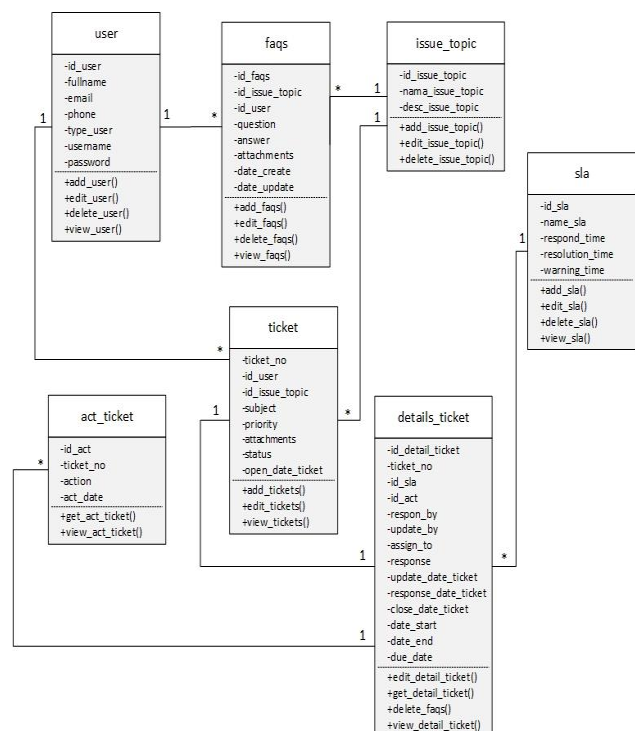 user
-id_user
-fullname
-email
-phone
-type_user
-username
-password
+add_user()
+edit_user()
+delete_user()
+view_user()
1
1
*
faqs
-id_faqs
-id_issue_topic
-id_user
-question
-answer
-attachments
-date_create
-date_update
+add_faqs()
+edit_faqs()
+delete_faqs()
+view_faqs()
*
1
1
issue_topic
-id_issue_topic
-nama_issue_topic
-desc_issue_topic
+add_issue_topic()
+edit_issue_topic()
+delete_issue_topic()
sla
-id_sla
-name_sla
-respond_time
-resolution_time
-warning_time
+add_sla()
+edit_sla()
+delete_sla()
+view_sla()
1
*
ticket
-ticket_no
-id_user
-id_issue_topic
-subject
-priority
-attachments
-status
-open_date_ticket
+add_tickets()
+edit_tickets()
+view_tickets()
1
*
act_ticket
-id_act
-ticket_no
-action
-act_date
+get_act_ticket()
+view_act_ticket()
*
details_ticket
-id_detail_ticket
-ticket_no
-id_sla
-id_act
-respon_by
-update_by
-assign_to
-response
-update_date_ticket
-response_date_ticket
-close_date_ticket
-date_start
-date_end
-due_date
+edit_detail_ticket()
+get_detail_ticket()
+delete_faqs()
+view_detail_ticket()
1
*
1